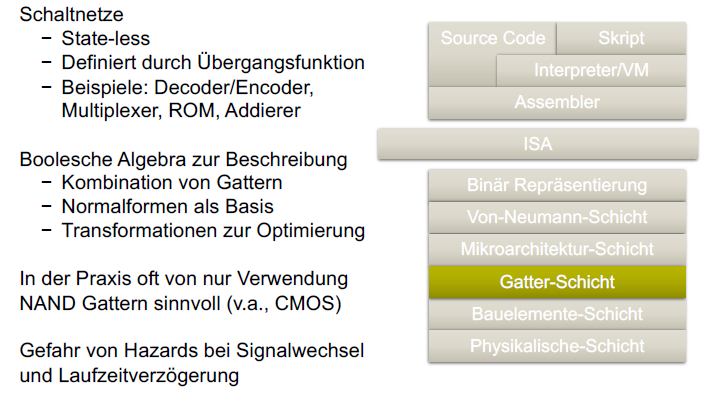 Schaltnetze
− State-less
− Definiert durch Übergangsfunktion
− Beispiele: Decoder/Encoder,
Multiplexer, ROM, Addierer
Boolesche Algebra zur Beschreibung
− Kombination von Gattern
− Normalformen als Basis
− Transformationen zur Optimierung
In der Praxis oft von nur Verwendung
NAND Gattern sinnvoll (v.a., CMOS)
Gefahr von Hazards bei Signalwechsel
und Laufzeitverzögerung
Source Code
Skript
Interpreter/VM
Assembler
ISA
Binär Repräsentierung
Von-Neumann-Schicht
Mikroarchitektur-Schicht
Gatter-Schicht
Bauelemente-Schicht
Physikalische-Schicht